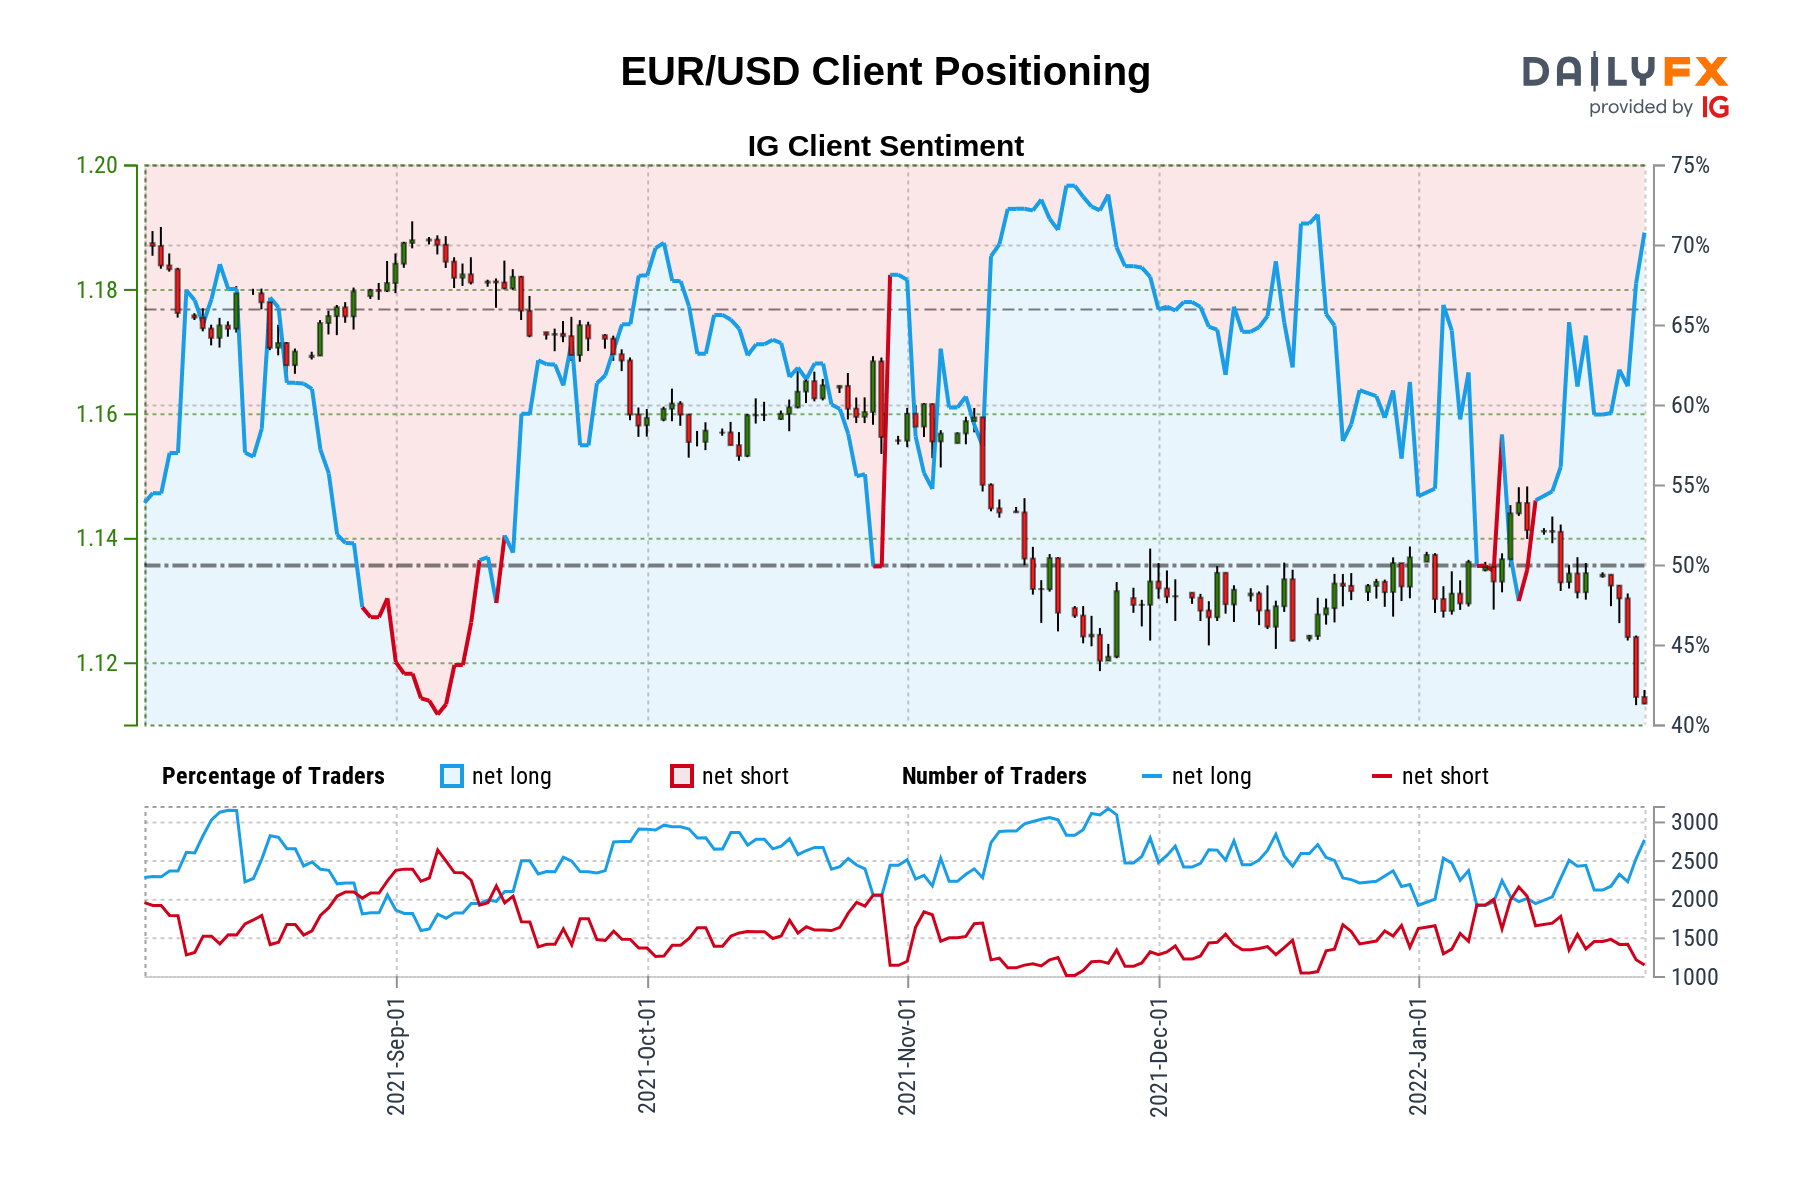 EUR/USD Client Positioning
DAILYFX
provided by IG
IG Client Sentiment
1.20
1.18
1.16
1.14
1.12
75%
70%
65%
60%
55%
50%
45%
40%
Percentage of Traders net long net short Number of Traders net long net short
3000
2500
2000
1500
1000
2021-Sep-01
2021-Oct-01
2021-Nov-01
2021-Dec-01
2022-Jan-01